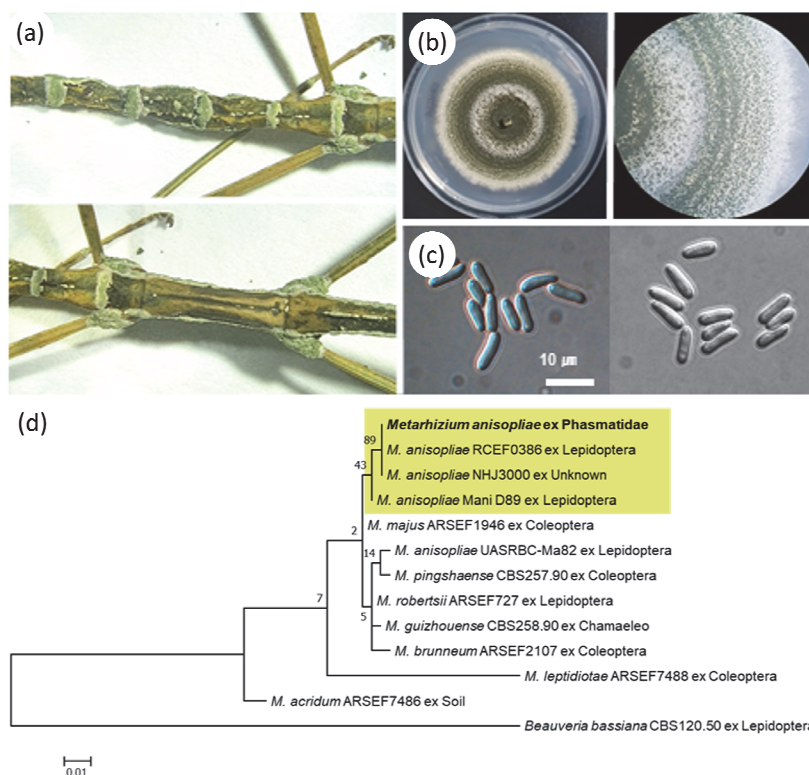 (a)
(b)
(c)
10 μm
(d)
Metarhizium anisopliae ex Phasmatidae
89
M. anisopliae RCEF0386 ex Lepidoptera
43
M. anisopliae NHJ3000 ex Unknown
M. anisopliae Mani D89 ex Lepidoptera
2
M. majus ARSEF1946 ex Coleoptera
14
M. anisopliae UASRBC-Ma82 ex Lepidoptera
M. pingshaense CBS257.90 ex Coleoptera
7
M. robertsii ARSEF727 ex Lepidoptera
5
M. guizhouense CBS258.90 ex Chamaeleo
M. brunneum ARSEF2107 ex Coleoptera
M. leptidiotae ARSEF7488 ex Coleoptera
M. acridum ARSEF7486 ex Soil
Beauveria bassiana CBS120.50 ex Lepidoptera
0.01